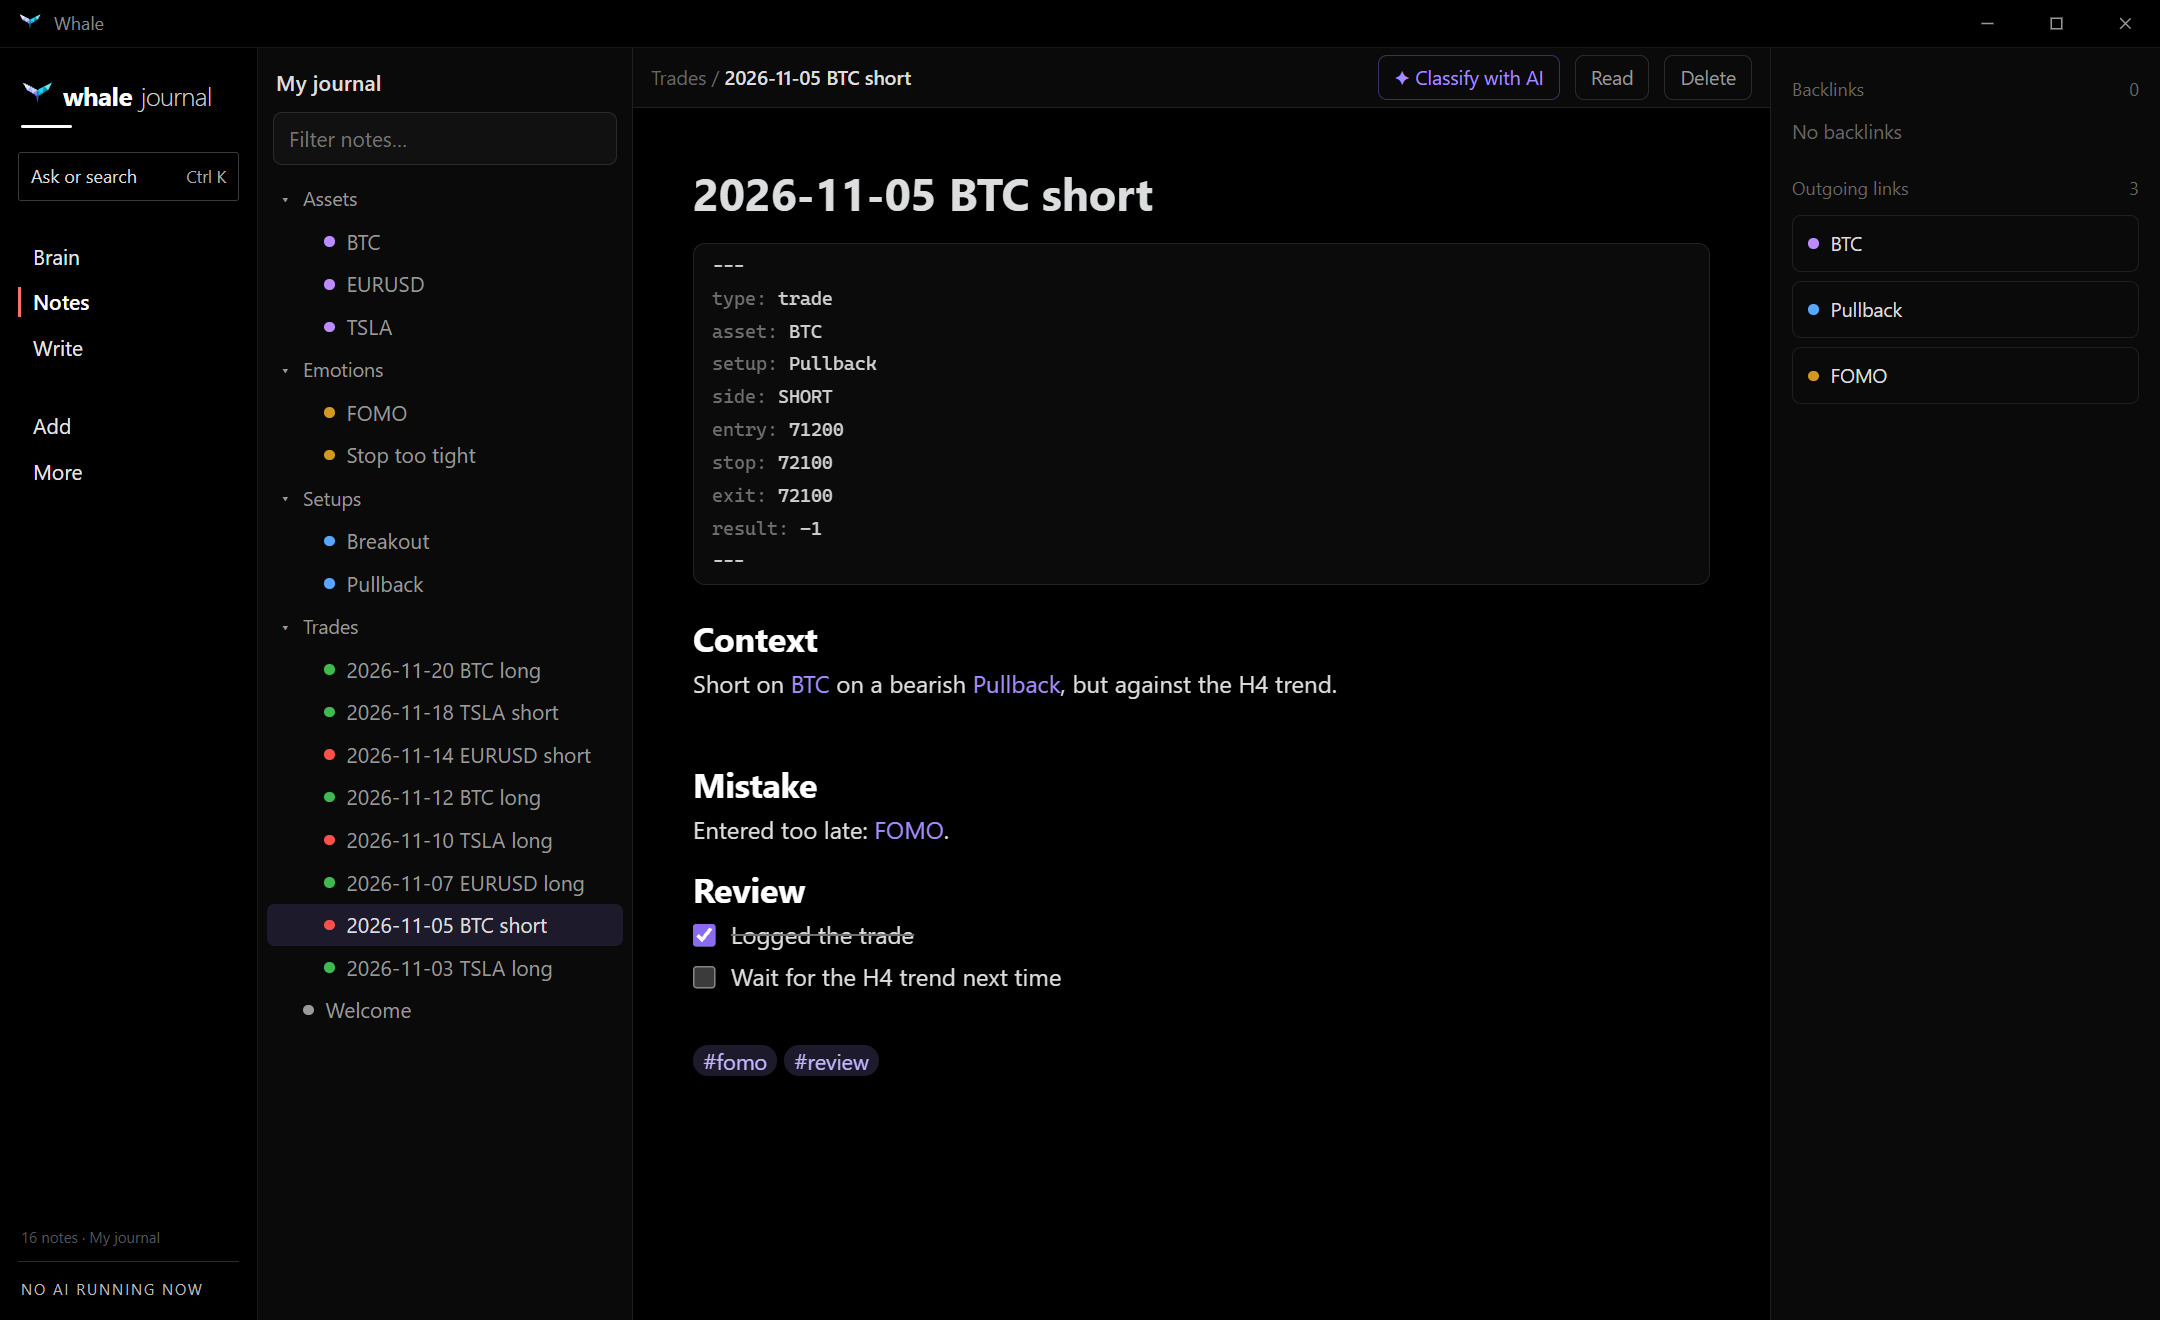 Whale
whale journal
Ask or search Ctrl K
Brain
Notes
Write
Add
More
16 notes · My journal
NO AI RUNNING NOW
My journal
Filter notes...
Assets
BTC
EURUSD
TSLA
Emotions
FOMO
Stop too tight
Setups
Breakout
Pullback
Trades
2026-11-20 BTC long
2026-11-18 TSLA short
2026-11-14 EURUSD short
2026-11-12 BTC long
2026-11-10 TSLA long
2026-11-07 EURUSD long
2026-11-05 BTC short
2026-11-03 TSLA long
Welcome
Trades / 2026-11-05 BTC short
✦ Classify with AI
Read
Delete
2026-11-05 BTC short
---
type: trade
asset: BTC
setup: Pullback
side: SHORT
entry: 71200
stop: 72100
exit: 72100
result: -1
---
Context
Short on BTC on a bearish Pullback, but against the H4 trend.
Mistake
Entered too late: FOMO.
Review
Logged the trade
Wait for the H4 trend next time
#fomo #review
Backlinks 0
No backlinks
Outgoing links 3
BTC
Pullback
FOMO